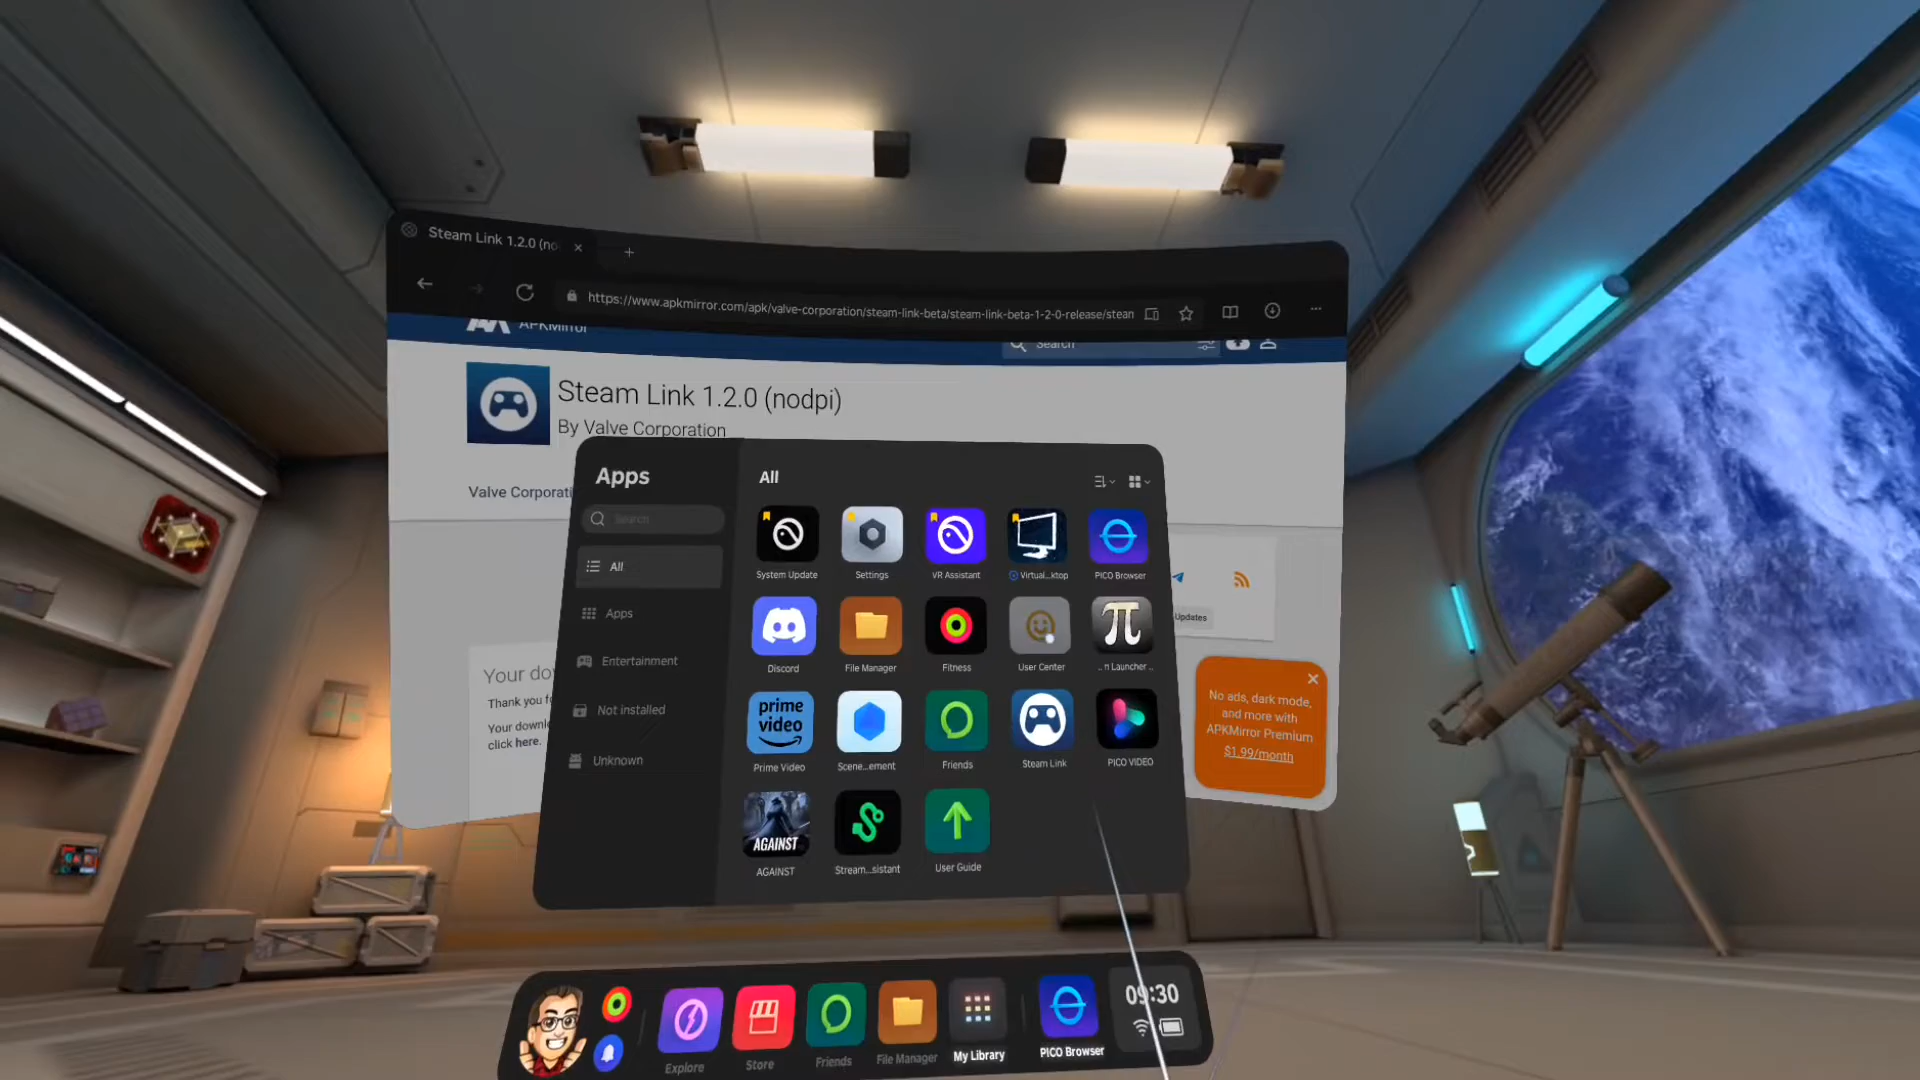 Steam Link 1.2.0 (no
https://www.apkmirror.com/apk/valve-corporation/steam-link-beta/steam-link-beta-1-2-0-release/stean
APKMirror
Search
Steam Link 1.2.0 (nodpi)
By Valve Corporation
Valve Corporati
Updates
Your do
Thank you f
Your downl
click here.
No ads, dark mode,
and more with
APKMirror Premium
$1.99/month
Apps
Search
All
Apps
Entertainment
Not installed
Unknown
All
System Update
Settings
VR Assistant
Virtual...ktop
PICO Browser
Discord
File Manager
Fitness
User Center
..n Launcher ..
prime
video
Prime Video
Scene...ement
Friends
Steam Link
PICO VIDEO
AGAINST
AGAINST
Stream...sistant
User Guide
Explore
Store
Friends
File Manager
My Library
PICO Browser
09:30